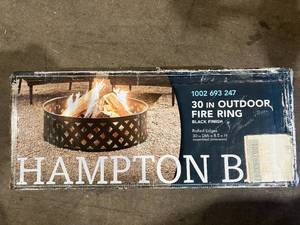 1002 693 247
30 IN OUTDOOR
FIRE RING
BLACK FINISH
Rolled Edges
HAMPTON B